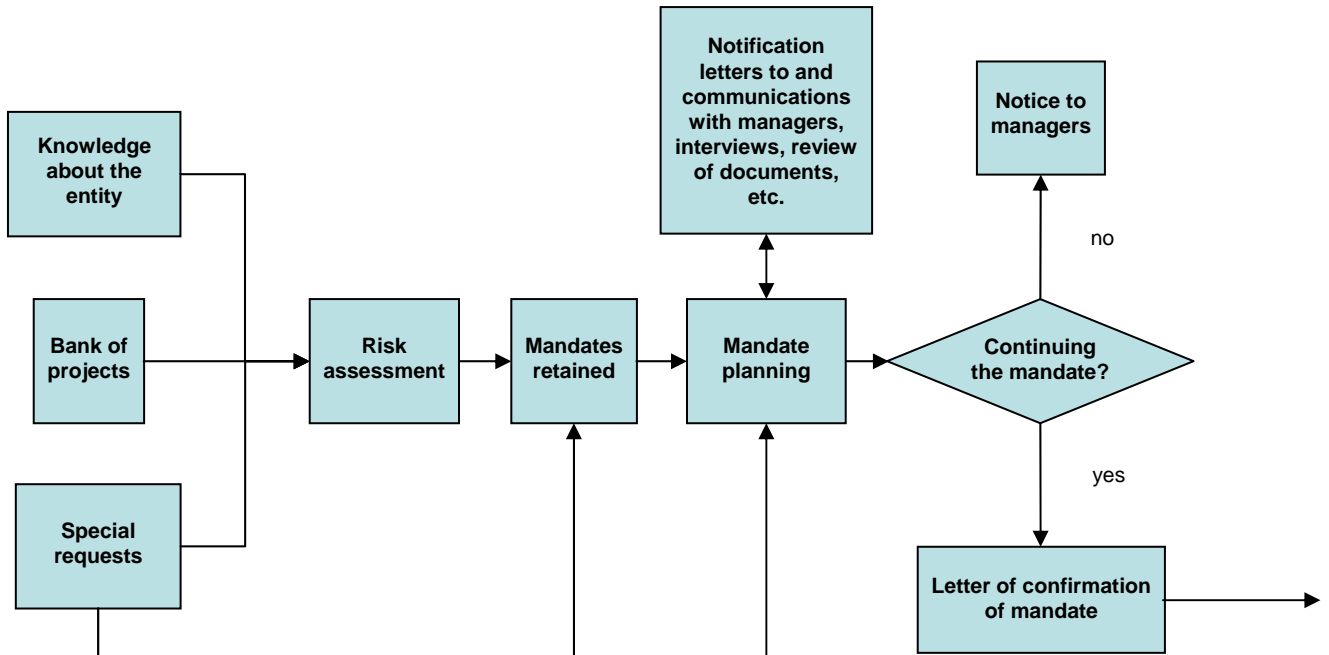 Knowledge
about the
entity
Bank of
projects
Special
requests
Risk
assessment
Mandates
retained
Notification
letters to and
communications
with managers,
interviews, review
of documents,
etc.
Mandate
planning
Notice to
managers
no
Continuing
the mandate?
yes
Letter of confirmation
of mandate